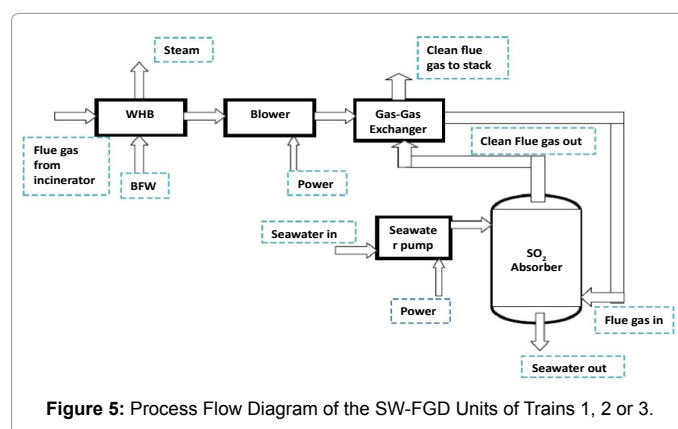 Steam
Clean flue
gas to stack
WHB
Blower
Gas-Gas
Exchanger
Flue gas
from
incinerator
BFW
Power
Clean Flue gas out
Seawater in
Seawate
r pump
SO₂
Absorber
Power
Flue gas in
Seawater out
Figure 5: Process Flow Diagram of the SW-FGD Units of Trains 1, 2 or 3.